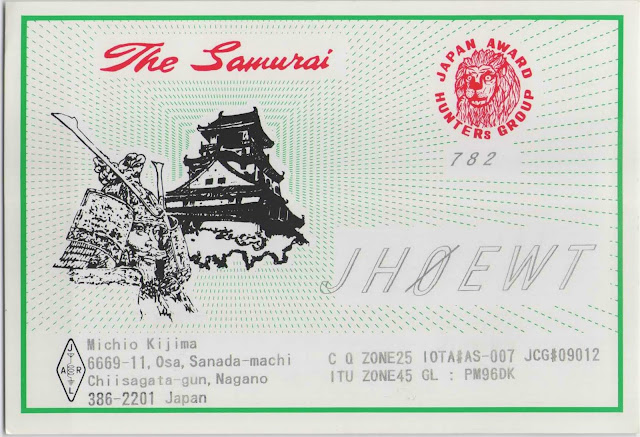 The Samurai
JAPAN AWARD
HUNTERS GROUP
782
JHØEWT
JARL
Michio Kijima
6669-11, Osa, Sanada-machi
Chiisagata-gun, Nagano
386-2201 Japan
C Q ZONE25 IOTA#AS-007 JCG#09012
ITU ZONE45 GL : PM96DK